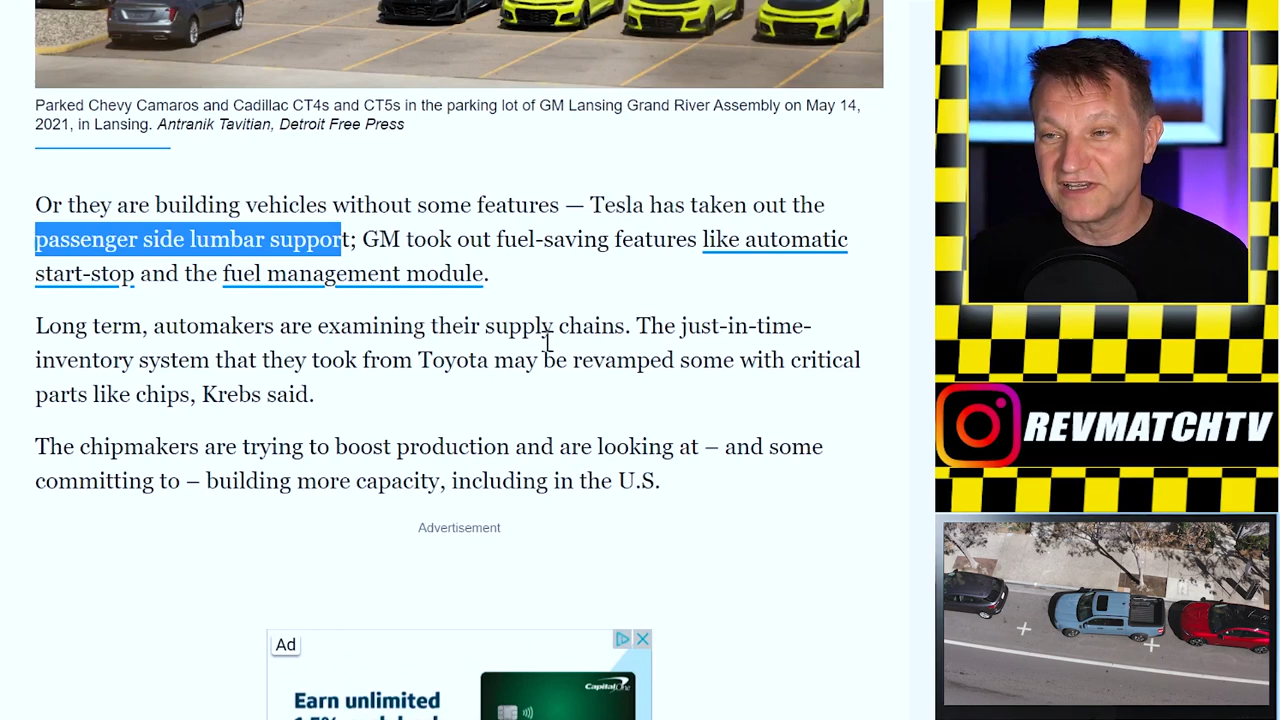 Parked Chevy Camaros and Cadillac CT4s and CT5s in the parking lot of GM Lansing Grand River Assembly on May 14,
2021, in Lansing. Antranik Tavitian, Detroit Free Press
Or they are building vehicles without some features — Tesla has taken out the
passenger side lumbar support; GM took out fuel-saving features like automatic
start-stop and the fuel management module.
Long term, automakers are examining their supply chains. The just-in-time-
inventory system that they took from Toyota may be revamped some with critical
parts like chips, Krebs said.
The chipmakers are trying to boost production and are looking at – and some
committing to – building more capacity, including in the U.S.
Advertisement
Ad
Earn unlimited
Capital One
REVMATCHTV